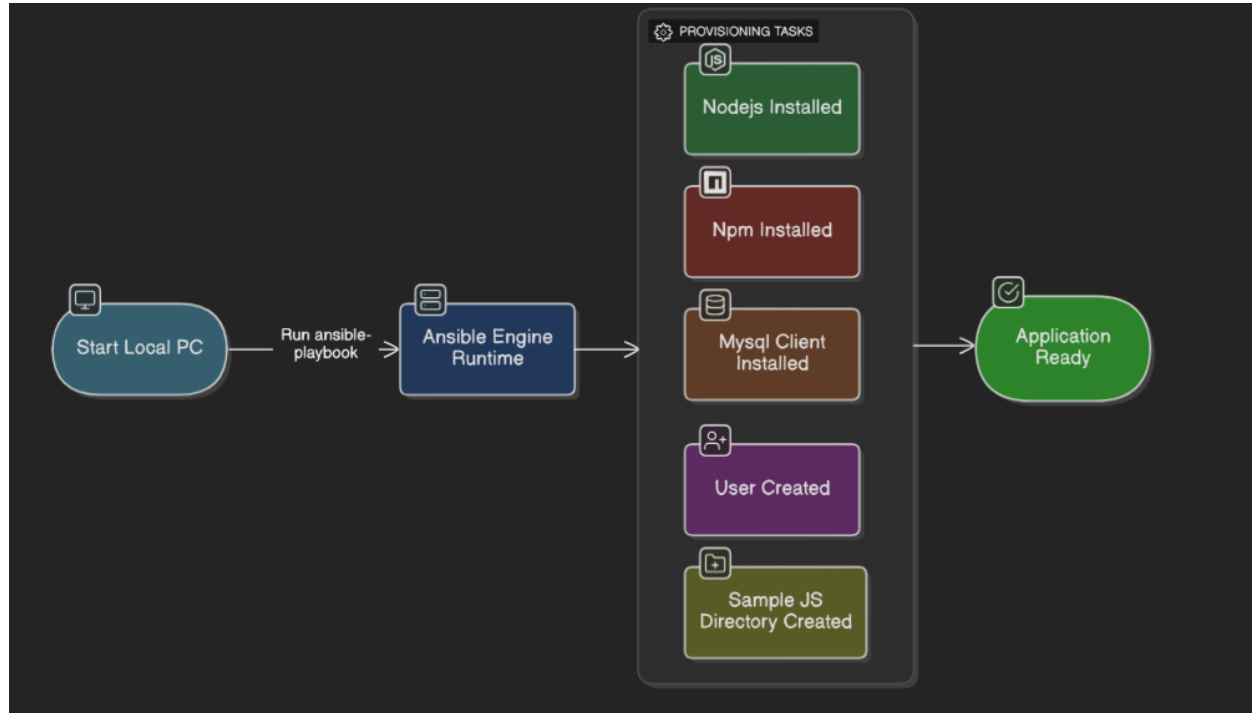 PROVISIONING TASKS
JS
Nodejs Installed
Npm Installed
Start Local PC
Run ansible-
playbook
Ansible Engine
Runtime
Mysql Client
Installed
Application
Ready
User Created
Sample JS
Directory Created